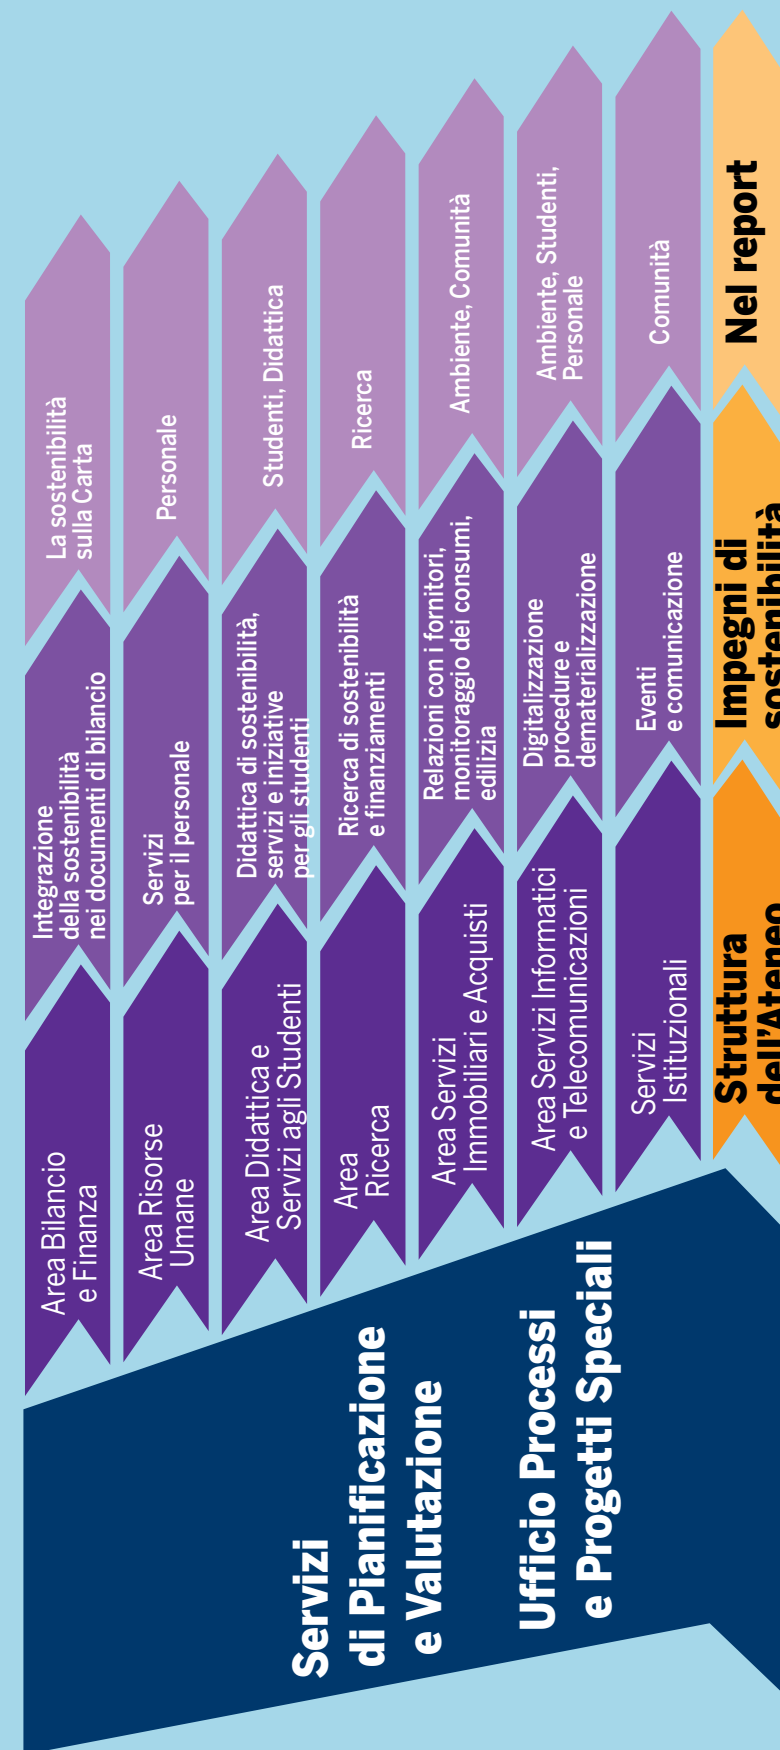 Servizi
di Pianificazione
e Valutazione
Ufficio Processi
e Progetti Speciali
Area Bilancio
e Finanza
Integrazione
della sostenibilità
nei documenti di bilancio
La sostenibilità
sulla Carta
Area Risorse
Umane
Servizi
per il personale
Personale
Area Didattica e
Servizi agli Studenti
Didattica di sostenibilità,
servizi e iniziative
per gli studenti
Studenti, Didattica
Area
Ricerca
Ricerca di sostenibilità
e finanziamenti
Ricerca
Area Servizi
Immobiliari e Acquisti
Relazioni con i fornitori,
monitoraggio dei consumi,
edilizia
Ambiente, Comunità
Area Servizi Informatici
e Telecomunicazioni
Digitalizzazione
procedure e
dematerializzazione
Ambiente, Studenti,
Personale
Servizi
Istituzionali
Eventi
e comunicazione
Comunità
Struttura
dell'Ateneo
Impegni di
sostenibilità
Nel report